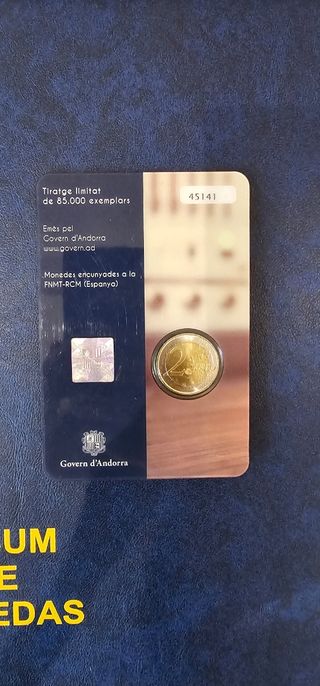 Tiratge limitat
de 85.000 exemplars
45141
Emès pel
Govern d'Andorra
www.govern.ad
Monedes encunyades a la
FNMT-RCM (Espanya)
2
Govern d'Andorra
UM
E
EDAS